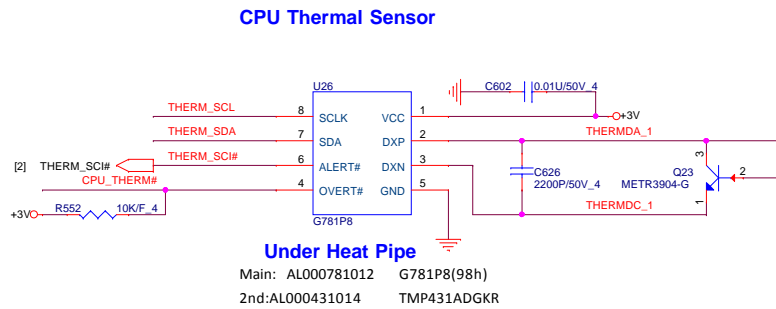 CPU Thermal Sensor
U26
C602 0.01U/50V_4
THERM_SCL 8 SCLK VCC 1 +3V
THERM_SDA 7 SDA DXP 2 THERMDA_1
[2] THERM_SCI# THERM_SCI# 6 ALERT# DXN 3 C626 Q23 3 2
2200P/50V_4 METR3904-G
CPU_THERM# 4 OVERT# GND 5 1
+3V R552 10K/F_4 THERMDC_1
G781P8
Under Heat Pipe
Main: AL000781012 G781P8(98h)
2nd:AL000431014 TMP431ADGKR